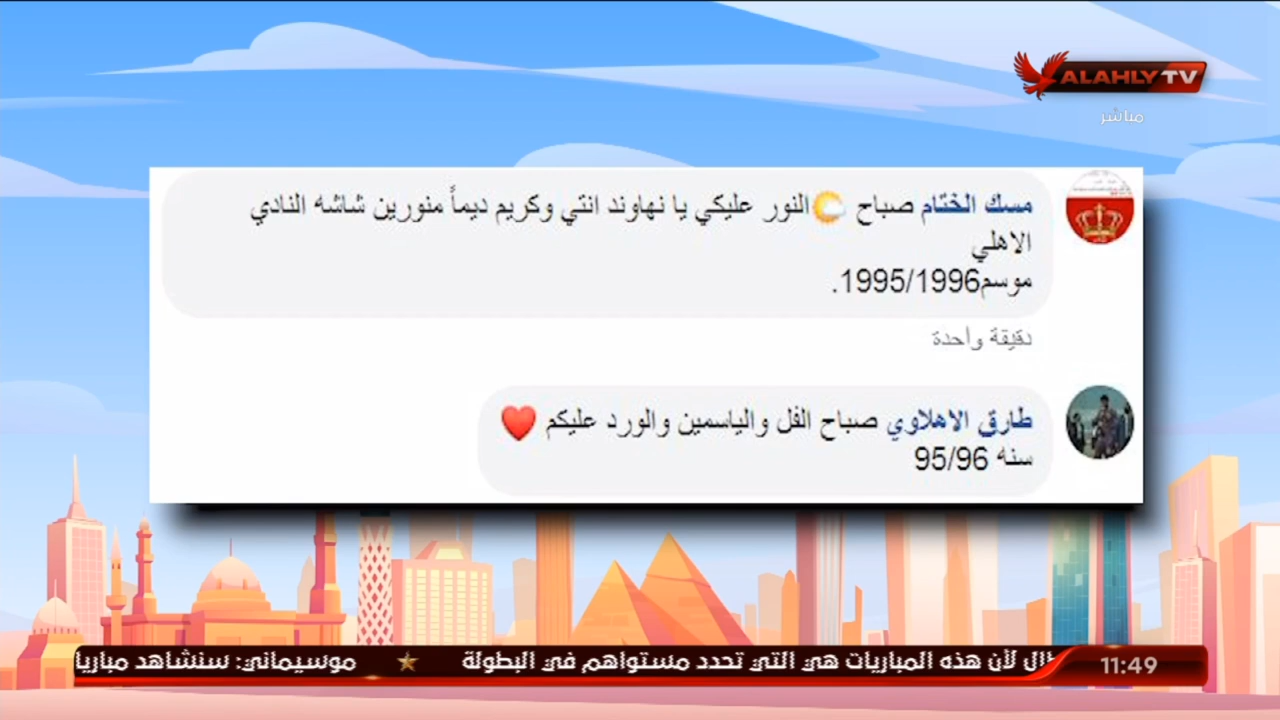 ALAHLY TV
مباشر
مسك الختام صباح 🌤️النور عليكي يا نهاوند انتي وكريم ديماً منورين شاشه النادي
الاهلي
موسم1995/1996.
دقيقة واحدة
طارق الاهلاوي صباح الفل والياسمين والورد عليكم ❤️
سنه 95/96
لأن هذه المباريات هي التي تحدد مستواهم في البطولة ★ موسيماني: سنشاهد
11:49